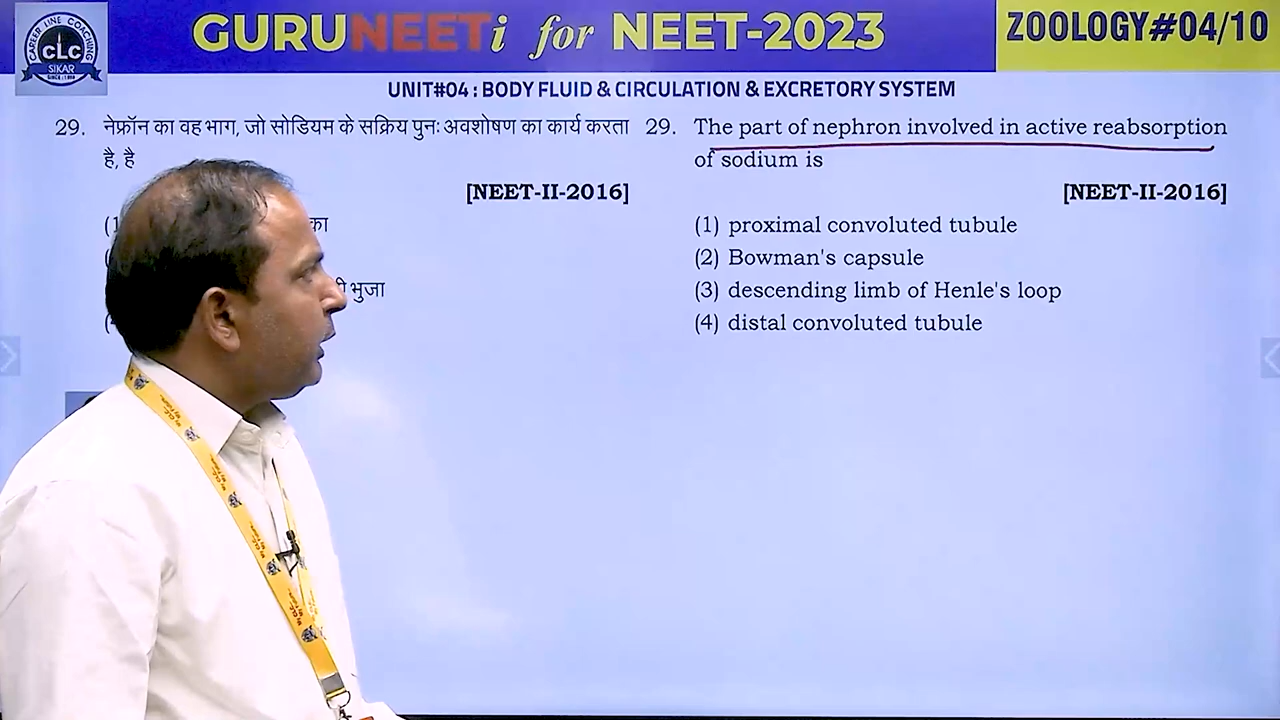 CAREER LINE COACHING
CLC
SIKAR
SINCE : 1996
GURUNEETi for NEET-2023
ZOOLOGY#04/10
UNIT#04 : BODY FLUID & CIRCULATION & EXCRETORY SYSTEM
29. नेफ्रॉन का वह भाग, जो सोडियम के सक्रिय पुनः अवशोषण का कार्य करता
है, है
[NEET-II-2016]
का
भुजा
29. The part of nephron involved in active reabsorption
of sodium is
[NEET-II-2016]
(1) proximal convoluted tubule
(2) Bowman's capsule
(3) descending limb of Henle's loop
(4) distal convoluted tubule